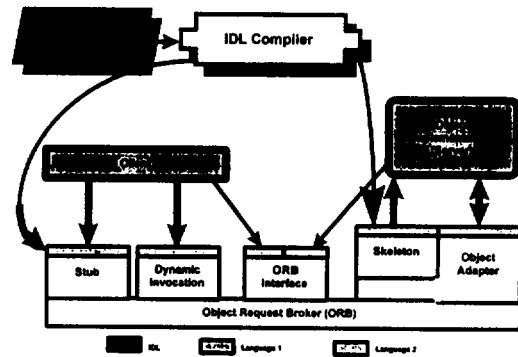 IDL Compiler
Stub
Dynamic
Invocation
ORB
Interface
Skeleton
Object
Adapter
Object Request Broker (ORB)
IDL
Language 1
Language 2